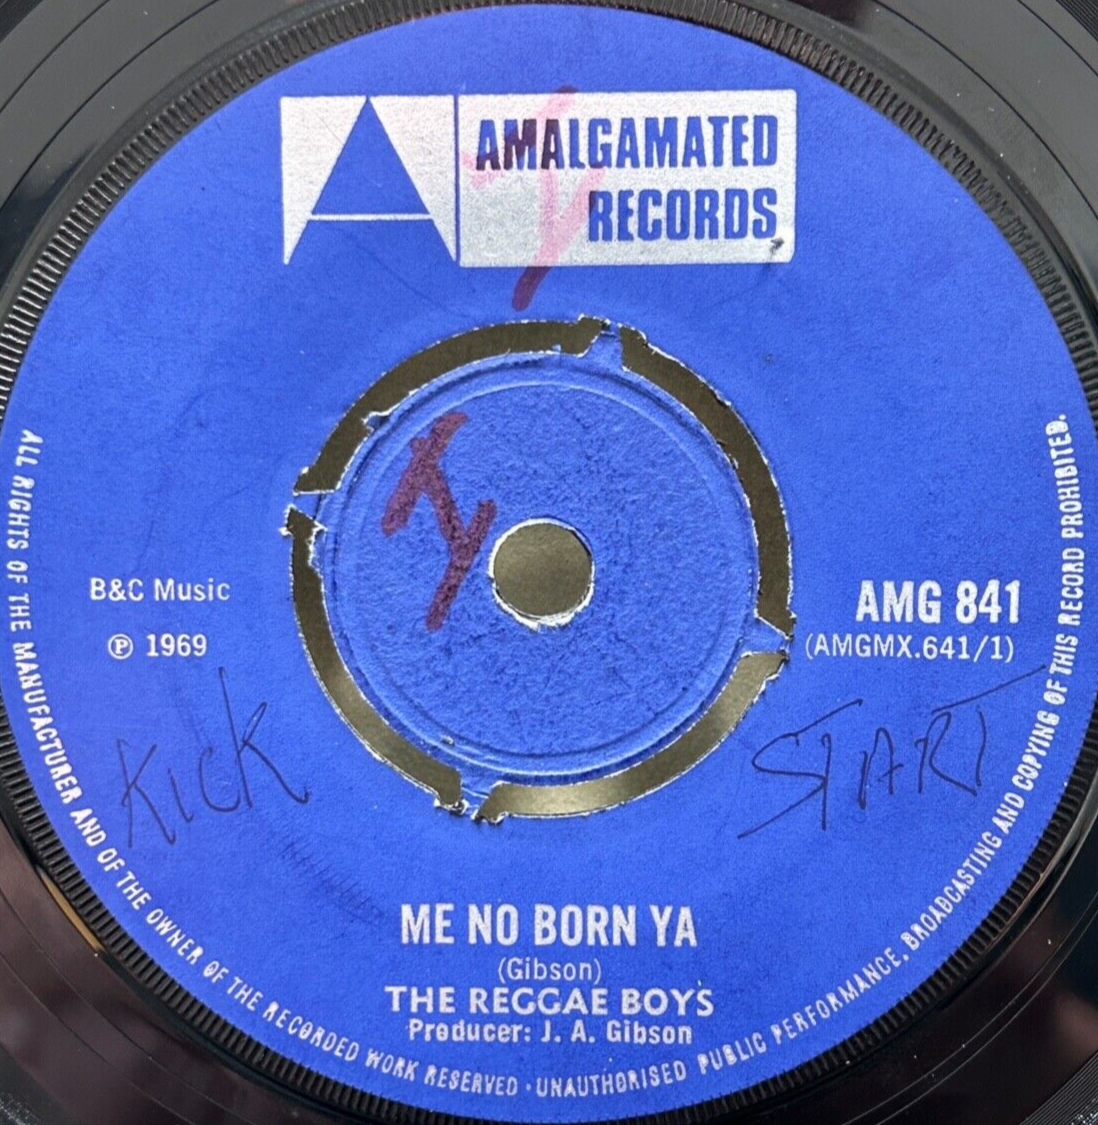 AMALGAMATED
RECORDS
B&C Music
℗ 1969
AMG 841
(AMGMX.641/1)
KICK
START
ME NO BORN YA
(Gibson)
THE REGGAE BOYS
Producer: J. A. Gibson
ALL RIGHTS OF THE MANUFACTURER AND OF THE OWNER OF THE RECORDED WORK RESERVED · UNAUTHORISED PUBLIC PERFORMANCE, BROADCASTING AND COPYING OF THIS RECORD PROHIBITED.